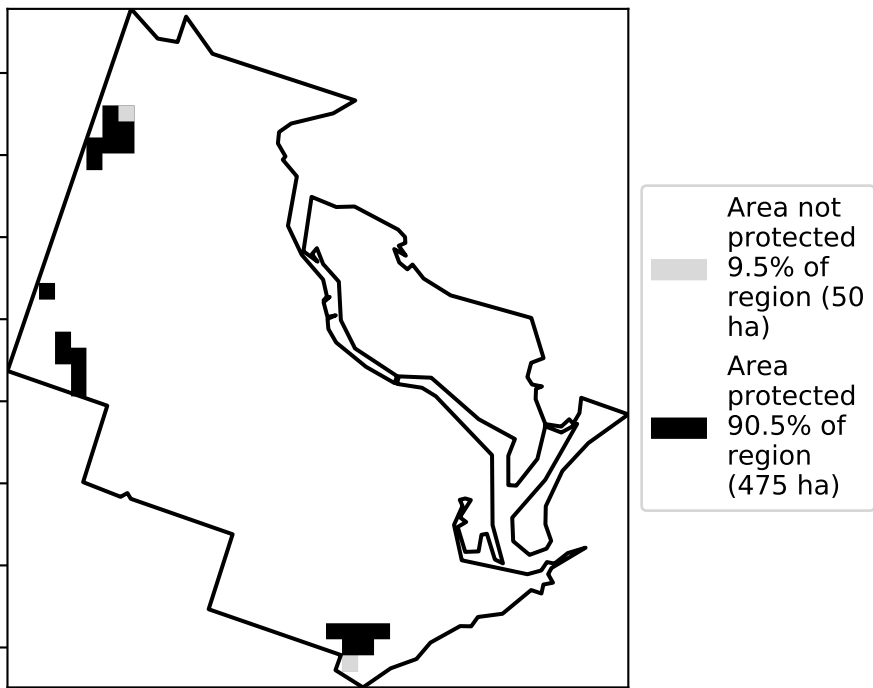 Area not
protected
9.5% of
region (50
ha)
Area
protected
90.5% of
region
(475 ha)